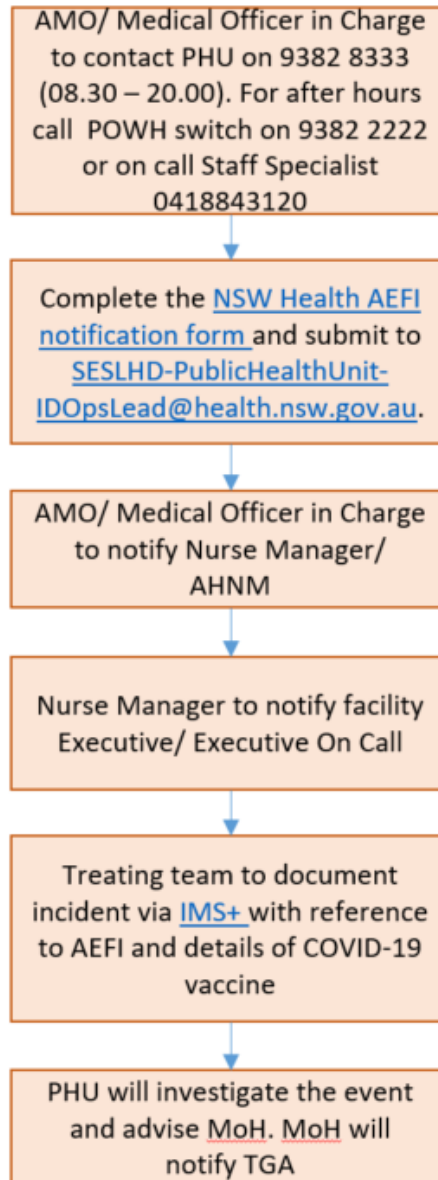 AMO/ Medical Officer in Charge
to contact PHU on 9382 8333
(08.30 – 20.00). For after hours
call  POWH switch on 9382 2222
or on call Staff Specialist
0418843120
Complete the NSW Health AEFI
notification form and submit to
SESLHD-PublicHealthUnit-
IDOpsLead@health.nsw.gov.au.
AMO/ Medical Officer in Charge
to notify Nurse Manager/
AHNM
Nurse Manager to notify facility
Executive/ Executive On Call
Treating team to document
incident via IMS+ with reference
to AEFI and details of COVID-19
vaccine
PHU will investigate the event
and advise MoH. MoH will
notify TGA